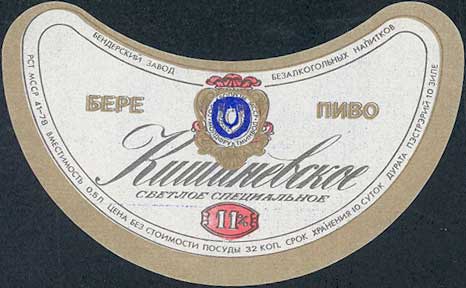 БЕНДЕРСКИЙ ЗАВОД БЕЗАЛКОГОЛЬНЫХ НАПИТКОВ
БЕРЕ ПИВО
Кишиневское
СВЕТЛОЕ СПЕЦИАЛЬНОЕ
11%
РСТ МССР 41-78 ВМЕСТИМОСТЬ 0,5Л ЦЕНА БЕЗ СТОИМОСТИ ПОСУДЫ 32 КОП. СРОК ХРАНЕНИЯ 10 СУТОК ДУРАТА ПЭСТРЭРИЙ 10 ЗИЛЕ